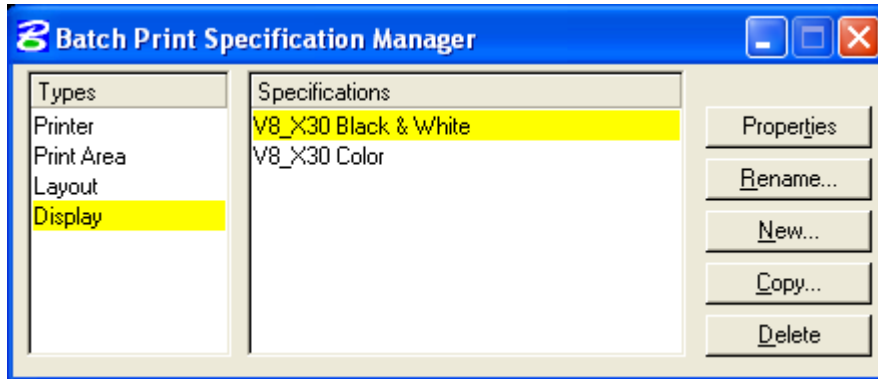 Batch Print Specification Manager
Types
Printer
Print Area
Layout
Display
Specifications
V8_X30 Black & White
V8_X30 Color
Properties
Rename...
New...
Copy...
Delete